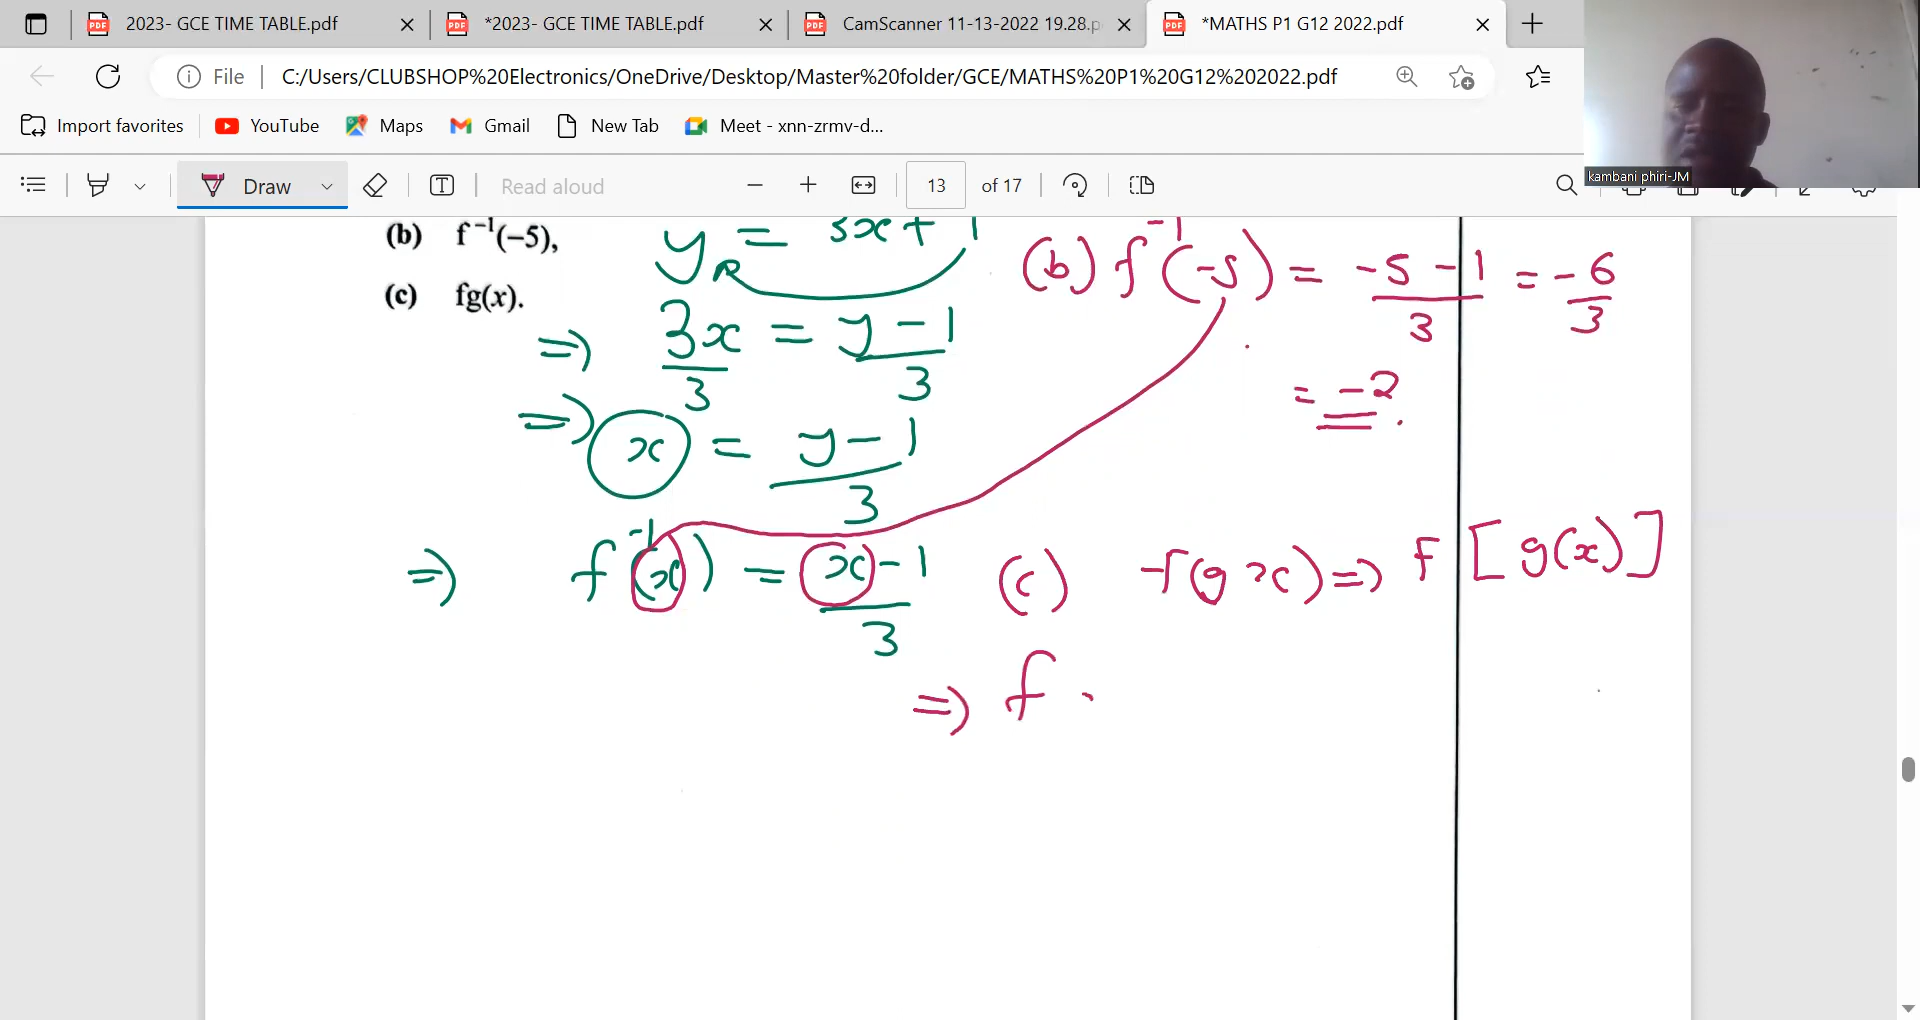 2023- GCE TIME TABLE.pdf
*2023- GCE TIME TABLE.pdf
CamScanner 11-13-2022 19.28.p
*MATHS P1 G12 2022.pdf
File
C:/Users/CLUBSHOP%20Electronics/OneDrive/Desktop/Master%20folder/GCE/MATHS%20P1%20G12%202022.pdf
Import favorites
YouTube
Maps
Gmail
New Tab
Meet - xnn-zrmv-d...
kambani phiri-JM
Draw
Read aloud
13 of 17
(b) f⁻¹(−5),
(c) fg(x).
y = 3x + 1
⇒ 3x/3 = y − 1/3
⇒ x = y − 1/3
⇒ f⁻¹(x) = x − 1/3
(b) f⁻¹(-5) = -5 - 1/3 = -6/3
= -2.
(c) f(gx) ⇒ f[g(x)]
⇒ f